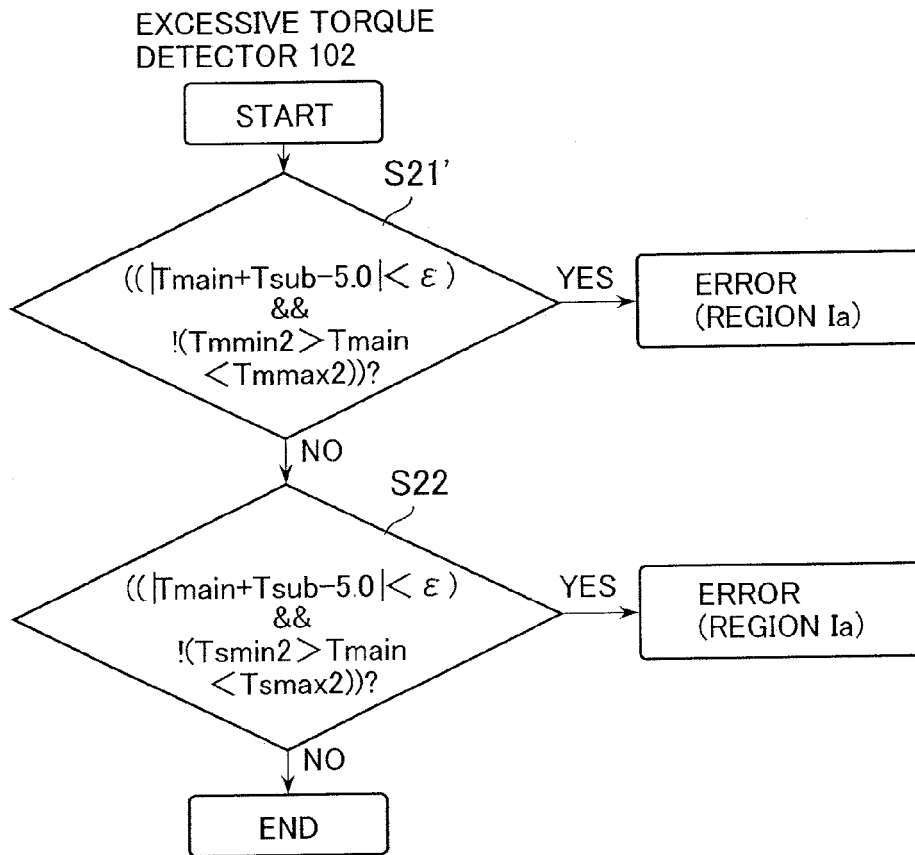 EXCESSIVE TORQUE
DETECTOR 102
START
S21'
((|Tmain+Tsub-5.0|<ε)
&&
!(Tmmin2>Tmain
<Tmmax2))?
YES
ERROR
(REGION Ia)
NO
S22
((|Tmain+Tsub-5.0|<ε)
&&
!(Tsmin2>Tmain
<Tsmax2))?
YES
ERROR
(REGION Ia)
NO
END